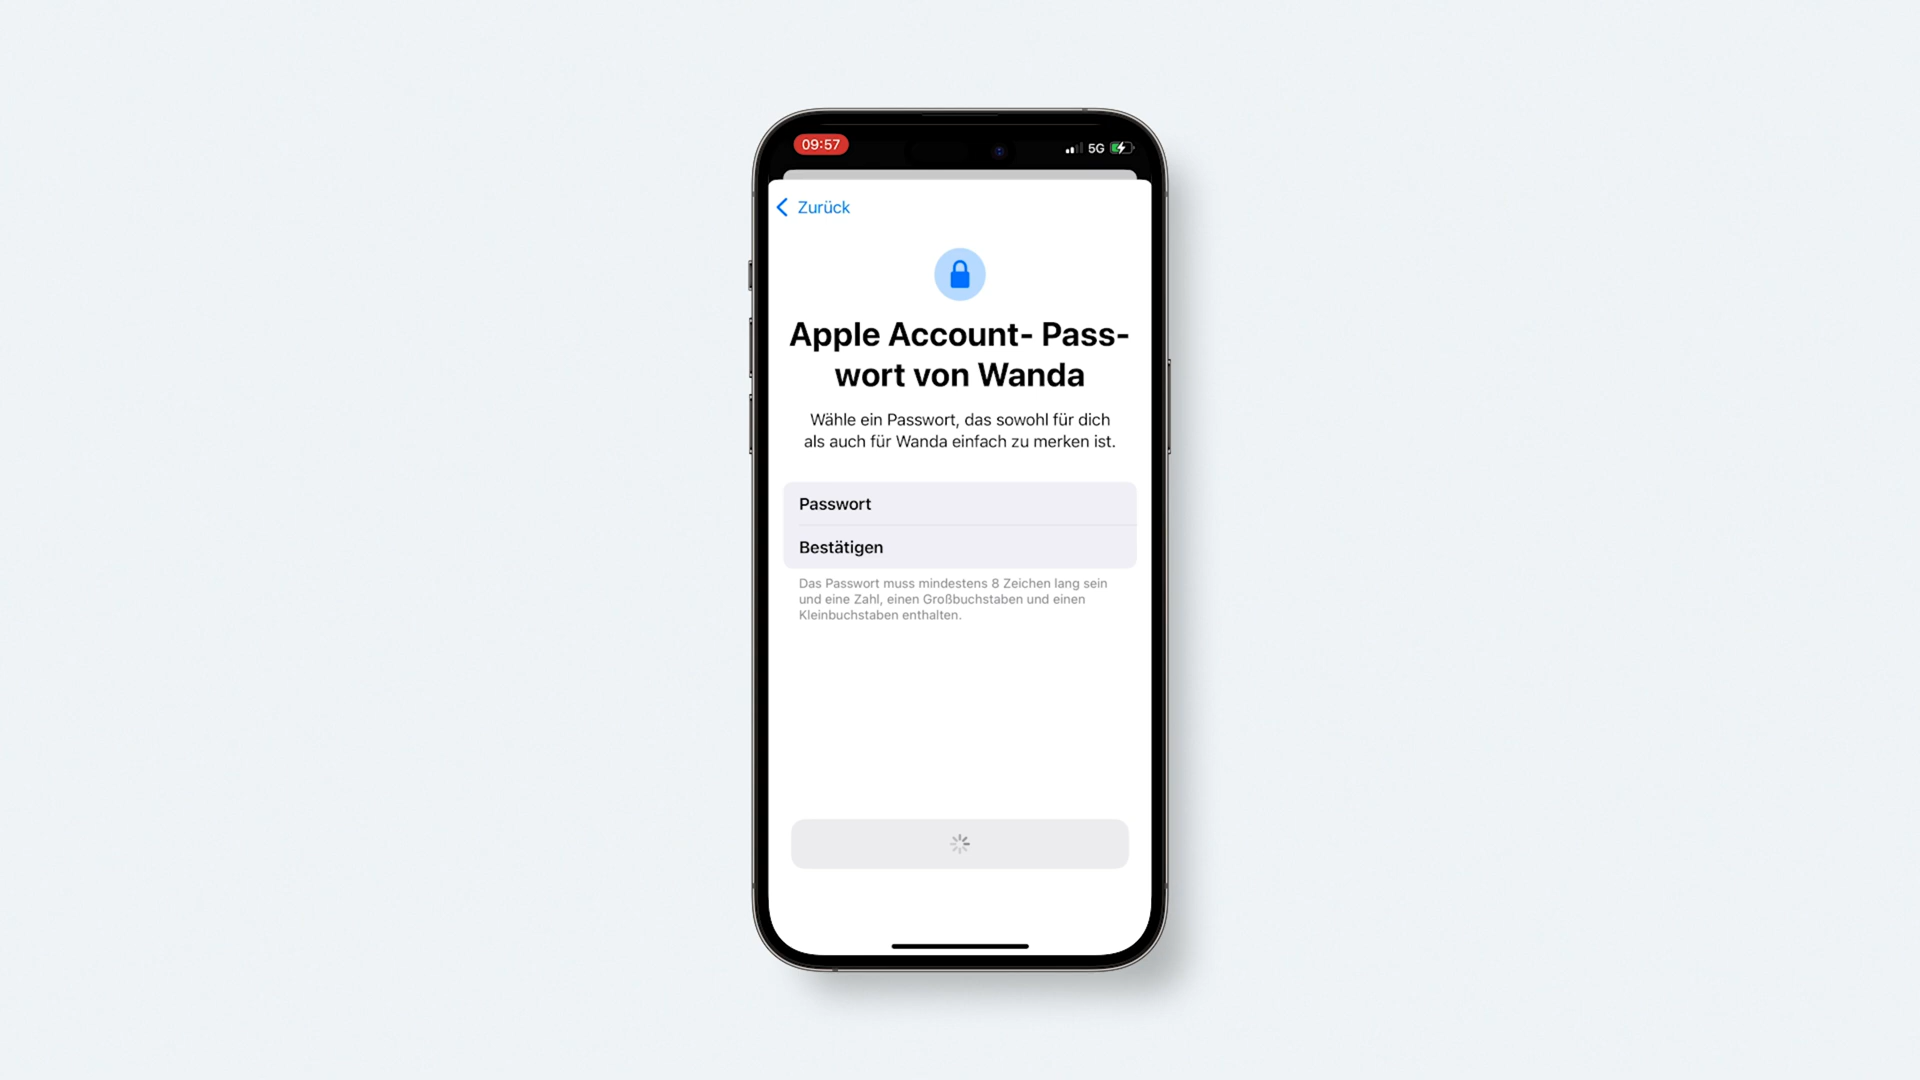 09:57
5G
Zurück
Apple Account- Pass-
wort von Wanda
Wähle ein Passwort, das sowohl für dich
als auch für Wanda einfach zu merken ist.
Passwort
Bestätigen
Das Passwort muss mindestens 8 Zeichen lang sein
und eine Zahl, einen Großbuchstaben und einen
Kleinbuchstaben enthalten.